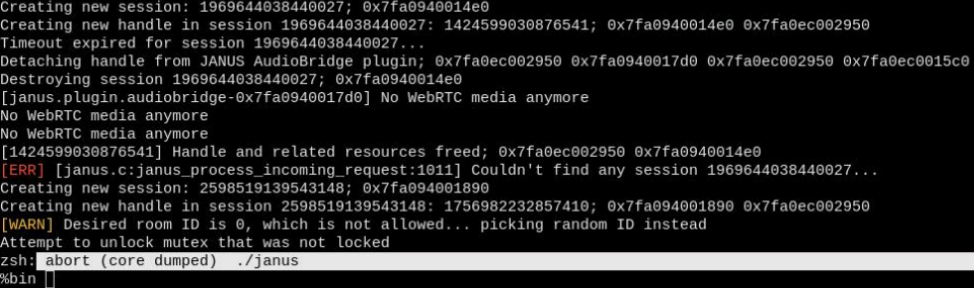 Creating new session: 1969644038440027; 0x7fa0940014e0
Creating new handle in session 1969644038440027: 1424599030876541; 0x7fa0940014e0 0x7fa0ec002950
Timeout expired for session 1969644038440027...
Detaching handle from JANUS AudioBridge plugin; 0x7fa0ec002950 0x7fa0940017d0 0x7fa0ec002950 0x7fa0ec0015c0
Destroying session 1969644038440027; 0x7fa0940014e0
[janus.plugin.audiobridge-0x7fa0940017d0] No WebRTC media anymore
No WebRTC media anymore
No WebRTC media anymore
[1424599030876541] Handle and related resources freed; 0x7fa0ec002950 0x7fa0940014e0
[ERR] [janus.c:janus_process_incoming_request:1011] Couldn't find any session 1969644038440027...
Creating new session: 2598519139543148; 0x7fa094001890
Creating new handle in session 2598519139543148: 1756982232857410; 0x7fa094001890 0x7fa0ec002950
[WARN] Desired room ID is 0, which is not allowed... picking random ID instead
Attempt to unlock mutex that was not locked
zsh: abort (core dumped)  ./janus
%bin